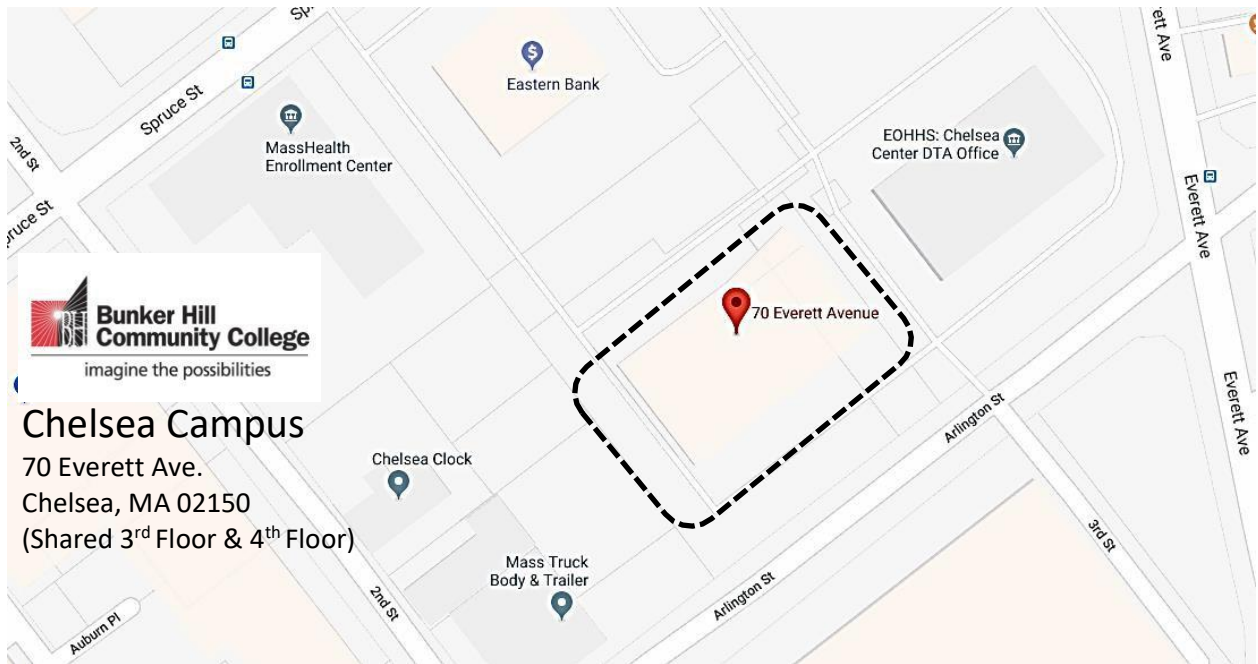 Sp
Spruce St
2nd St
Spruce St
Eastern Bank
MassHealth
Enrollment Center
EOHHS: Chelsea
Center DTA Office
ett Ave
Everett Ave
Everett Ave
70 Everett Avenue
BH
Bunker Hill
Community College
imagine the possibilities
Chelsea Campus
70 Everett Ave.
Chelsea, MA 02150
(Shared 3rd Floor & 4th Floor)
Chelsea Clock
Mass Truck
Body & Trailer
Arlington St
Arlington St
3rd St
2nd St
Auburn Pl